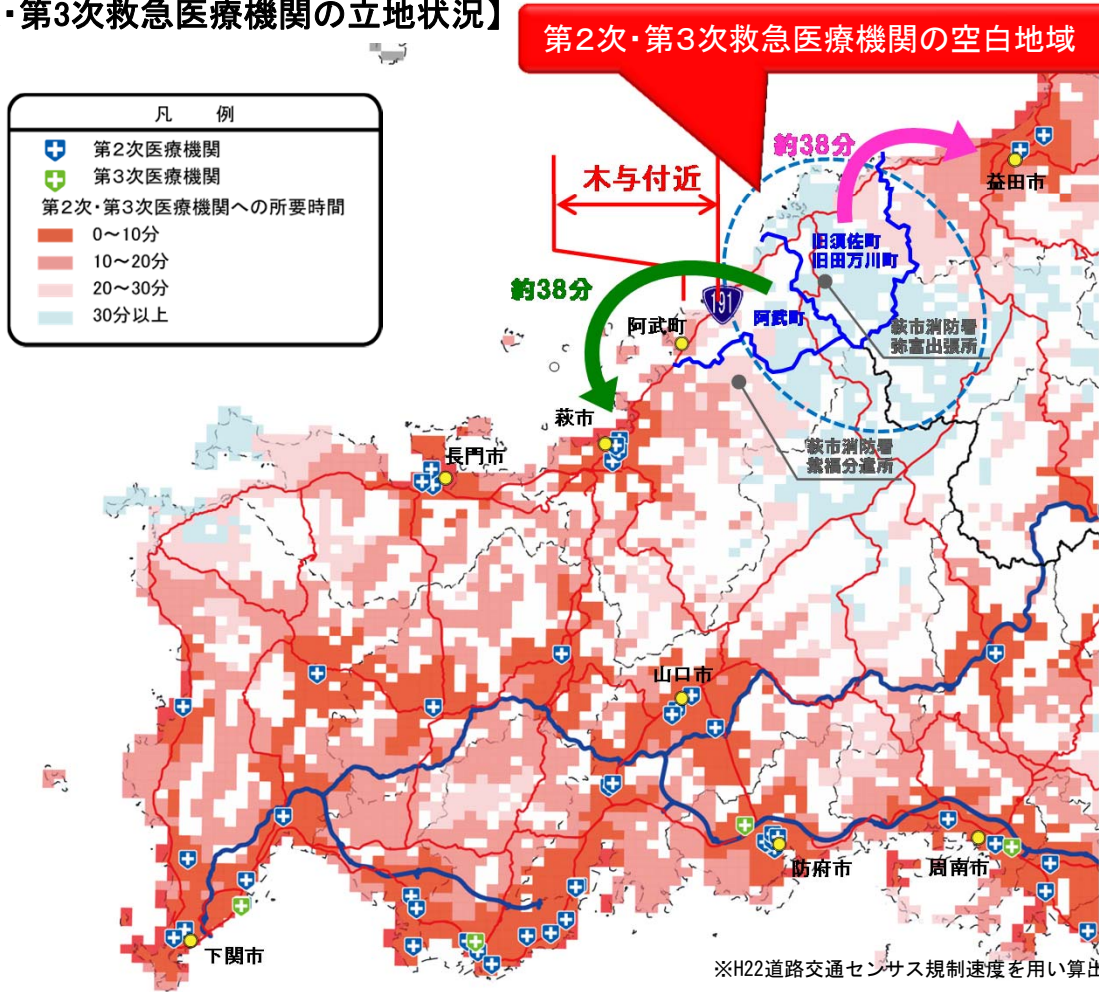 ・第3次救急医療機関の立地状況】
第2次・第3次救急医療機関の空白地域
凡 例
第2次医療機関
第3次医療機関
第2次・第3次医療機関への所要時間
0～10分
10～20分
20～30分
30分以上
約38分
木与付近
益田市
旧須佐町
旧田万川町
約38分
191
阿武町
阿武町
萩市消防署
弥富出張所
萩市
萩市消防署
紫福分遣所
長門市
山口市
防府市
周南市
下関市
※H22道路交通センサス規制速度を用い算出